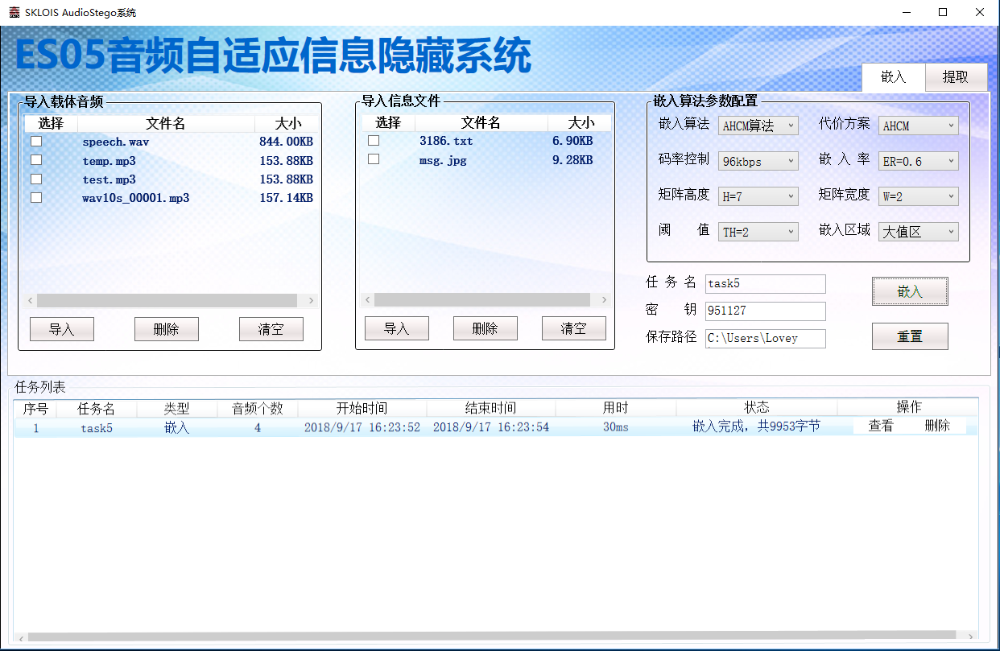 SKLOIS AudioStego系统
ES05音频自适应信息隐藏系统
嵌入 提取
导入载体音频
选择 文件名 大小
speech.wav 844.00KB
temp.mp3 153.88KB
test.mp3 153.88KB
wav10s_00001.mp3 157.14KB
导入 删除 清空
导入信息文件
选择 文件名 大小
3186.txt 6.90KB
msg.jpg 9.28KB
导入 删除 清空
嵌入算法参数配置
嵌入算法 AHCM算法 代价方案 AHCM
码率控制 96kbps 嵌 入 率 ER=0.6
矩阵高度 H=7 矩阵宽度 W=2
阈 值 TH=2 嵌入区域 大值区
任 务 名 task5 嵌入
密 钥 951127
保存路径 C:\Users\Lovey 重置
任务列表
序号 任务名 类型 音频个数 开始时间 结束时间 用时 状态 操作
1 task5 嵌入 4 2018/9/17 16:23:52 2018/9/17 16:23:54 30ms 嵌入完成，共9953字节 查看 删除